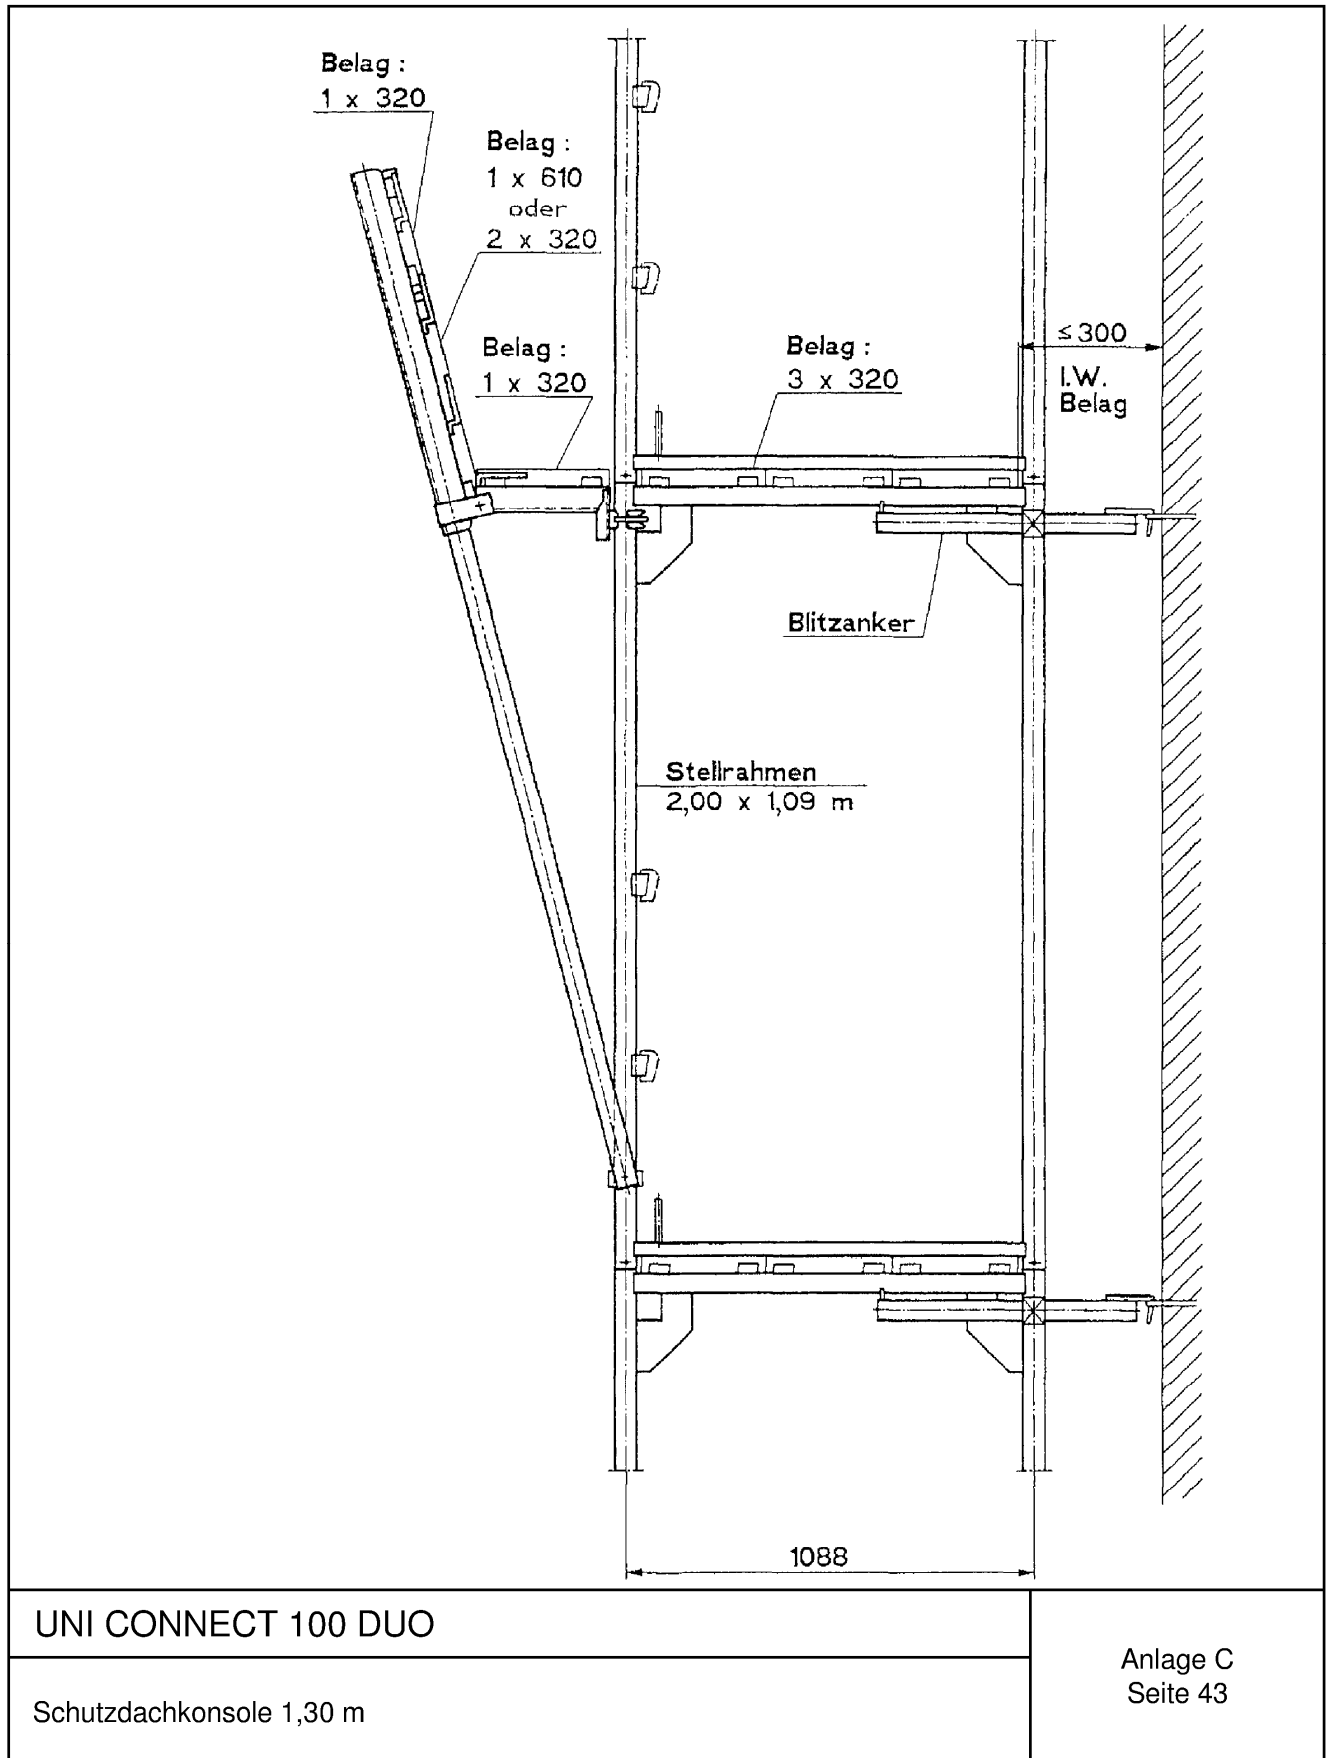 Belag :
1 x 320
Belag :
1 x 610
oder
2 x 320
Belag :
1 x 320
Belag :
3 x 320
≤300
l.W.
Belag
Blitzanker
Stellrahmen
2,00 x 1,09 m
1088
UNI CONNECT 100 DUO
Schutzdachkonsole 1,30 m
Anlage C
Seite 43